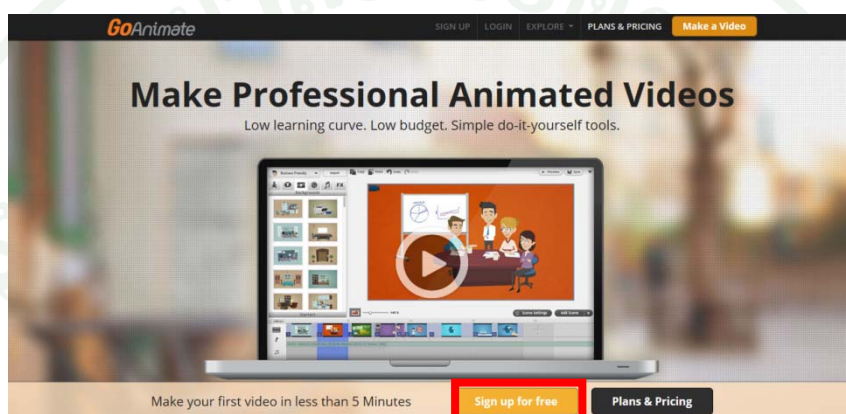 GoAnimate
SIGN UP LOGIN EXPLORE PLANS & PRICING Make a Video
Make Professional Animated Videos
Low learning curve. Low budget. Simple do-it-yourself tools.
Make your first video in less than 5 Minutes
Sign up for free
Plans & Pricing